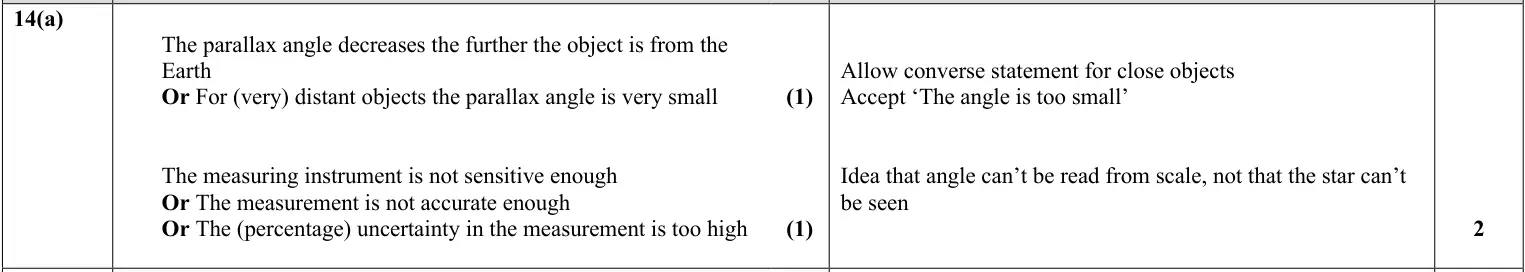 14(a)
The parallax angle decreases the further the object is from the
Earth
Or For (very) distant objects the parallax angle is very small (1)
Allow converse statement for close objects
Accept ‘The angle is too small’
The measuring instrument is not sensitive enough
Or The measurement is not accurate enough
Or The (percentage) uncertainty in the measurement is too high (1)
Idea that angle can’t be read from scale, not that the star can’t
be seen
2